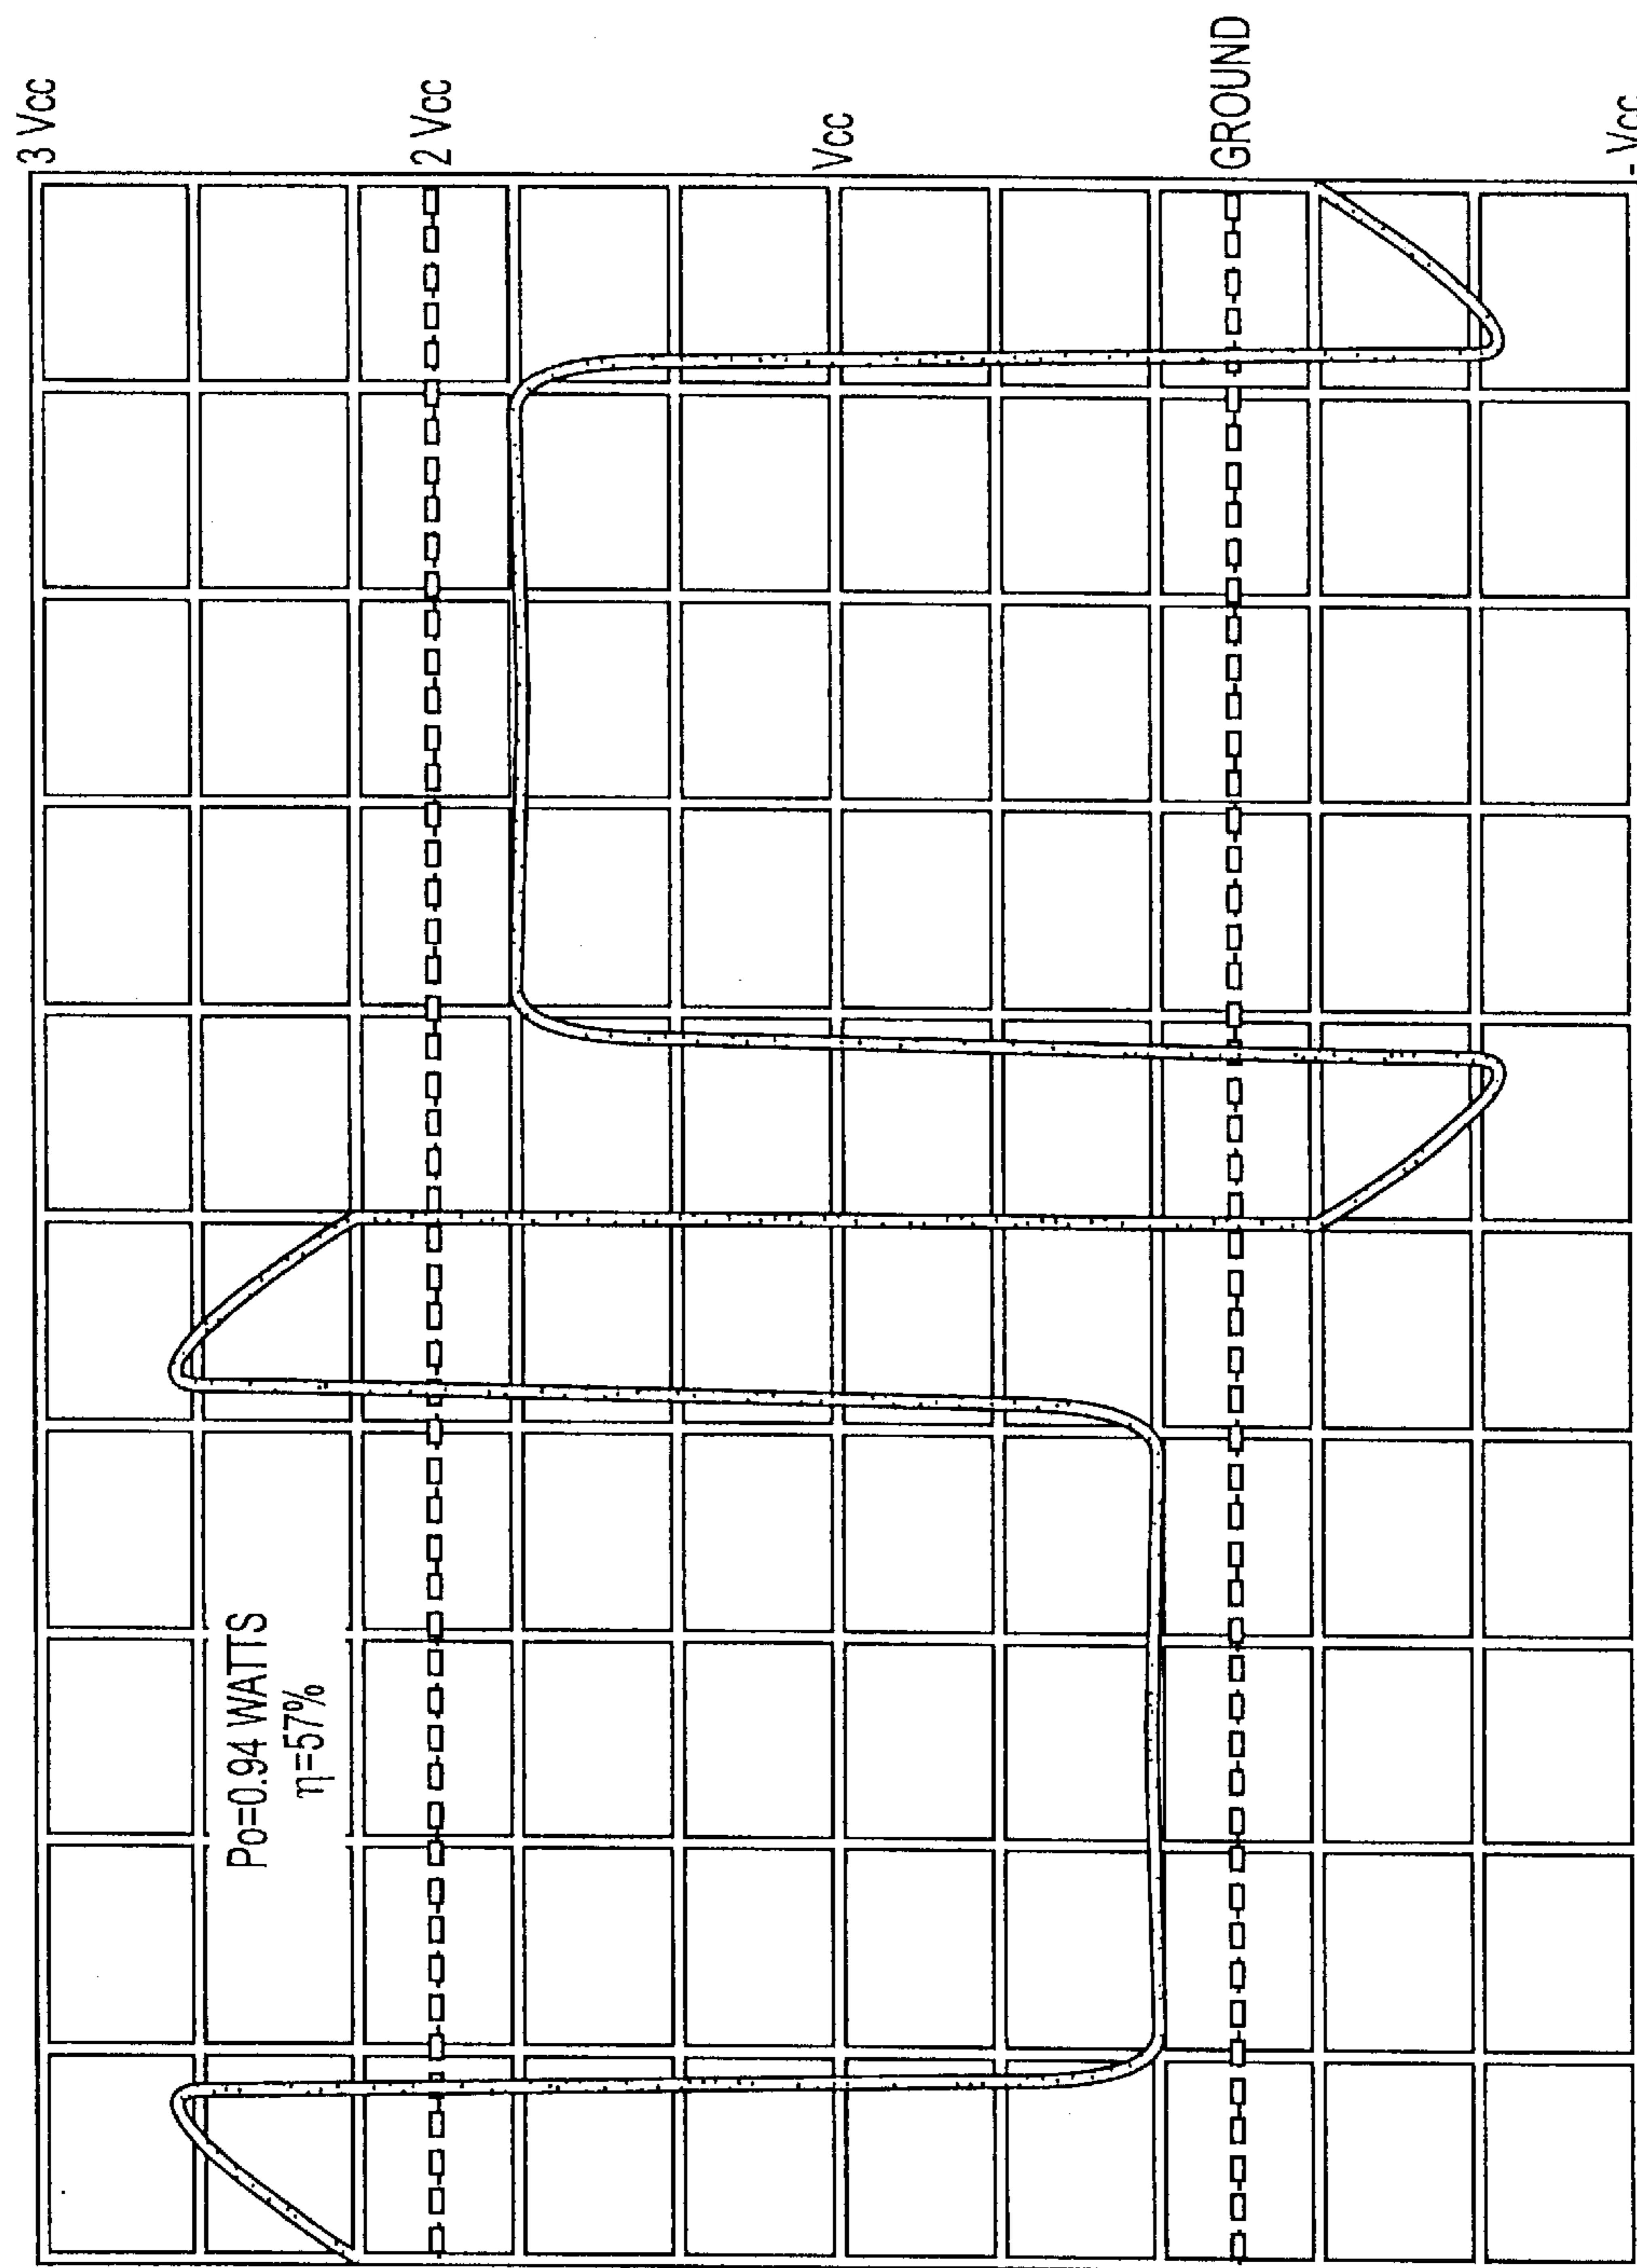 3 Vcc
2 Vcc
Vcc
GROUND
-Vcc
Po=0.94 WATTS
η=57%